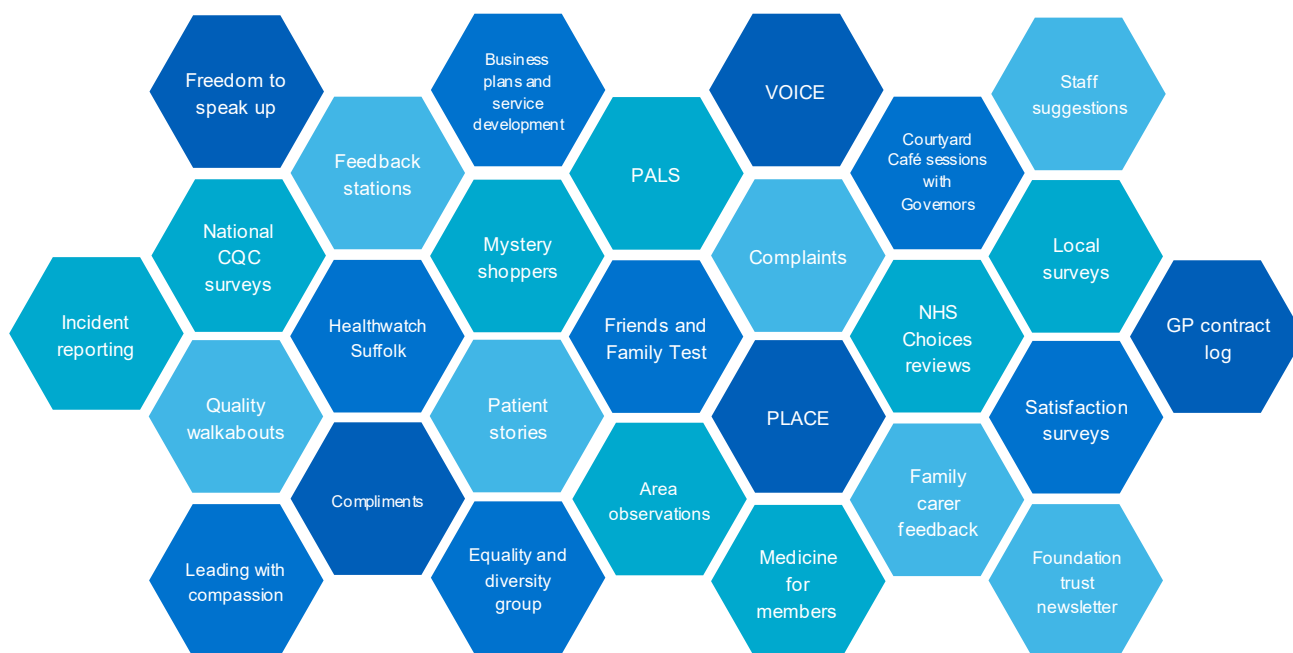 Freedom to
speak up
Business
plans and
service
development
VOICE
Staff
suggestions
Feedback
stations
PALS
Courtyard
Café sessions
with
Governors
National
CQC
surveys
Mystery
shoppers
Complaints
Local
surveys
Incident
reporting
Healthwatch
Suffolk
Friends and
Family Test
NHS
Choices
reviews
GP contract
log
Quality
walkabouts
Patient
stories
PLACE
Satisfaction
surveys
Compliments
Area
observations
Family
carer
feedback
Leading with
compassion
Equality and
diversity
group
Medicine
for
members
Foundation
trust
newsletter